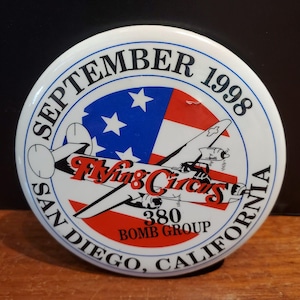 SEPTEMBER 1998
Flying Circus
380
BOMB GROUP
SAN DIEGO, CALIFORNIA